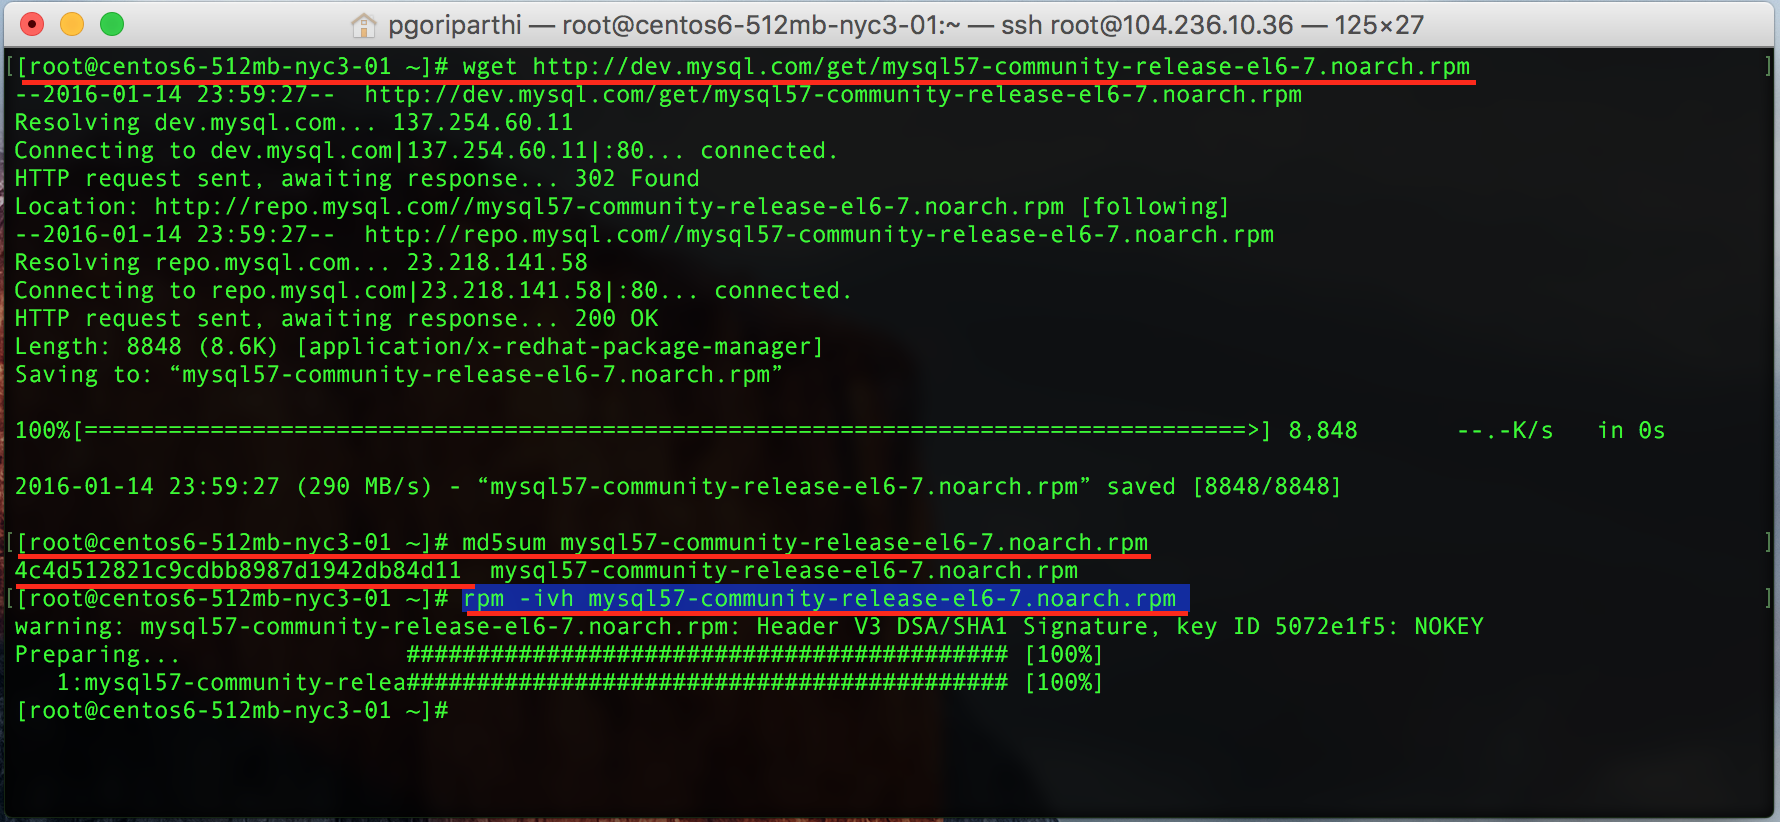 pgoriparthi — root@centos6-512mb-nyc3-01:~ — ssh root@104.236.10.36 — 125×27
[[root@centos6-512mb-nyc3-01 ~]# wget http://dev.mysql.com/get/mysql57-community-release-el6-7.noarch.rpm ]
--2016-01-14 23:59:27--  http://dev.mysql.com/get/mysql57-community-release-el6-7.noarch.rpm
Resolving dev.mysql.com... 137.254.60.11
Connecting to dev.mysql.com|137.254.60.11|:80... connected.
HTTP request sent, awaiting response... 302 Found
Location: http://repo.mysql.com//mysql57-community-release-el6-7.noarch.rpm [following]
--2016-01-14 23:59:27--  http://repo.mysql.com//mysql57-community-release-el6-7.noarch.rpm
Resolving repo.mysql.com... 23.218.141.58
Connecting to repo.mysql.com|23.218.141.58|:80... connected.
HTTP request sent, awaiting response... 200 OK
Length: 8848 (8.6K) [application/x-redhat-package-manager]
Saving to: “mysql57-community-release-el6-7.noarch.rpm”
100%[===================================================================================>] 8,848       --.-K/s   in 0s
2016-01-14 23:59:27 (290 MB/s) - “mysql57-community-release-el6-7.noarch.rpm” saved [8848/8848]
[[root@centos6-512mb-nyc3-01 ~]# md5sum mysql57-community-release-el6-7.noarch.rpm ]
4c4d512821c9cdbb8987d1942db84d11  mysql57-community-release-el6-7.noarch.rpm
[[root@centos6-512mb-nyc3-01 ~]# rpm -ivh mysql57-community-release-el6-7.noarch.rpm ]
warning: mysql57-community-release-el6-7.noarch.rpm: Header V3 DSA/SHA1 Signature, key ID 5072e1f5: NOKEY
Preparing...                ########################################### [100%]
   1:mysql57-community-relea########################################### [100%]
[root@centos6-512mb-nyc3-01 ~]#